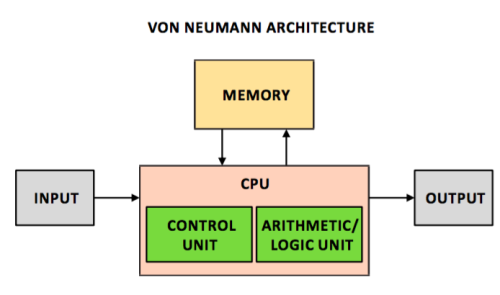 VON NEUMANN ARCHITECTURE
MEMORY
CPU
INPUT
CONTROL
UNIT
ARITHMETIC/
LOGIC UNIT
OUTPUT